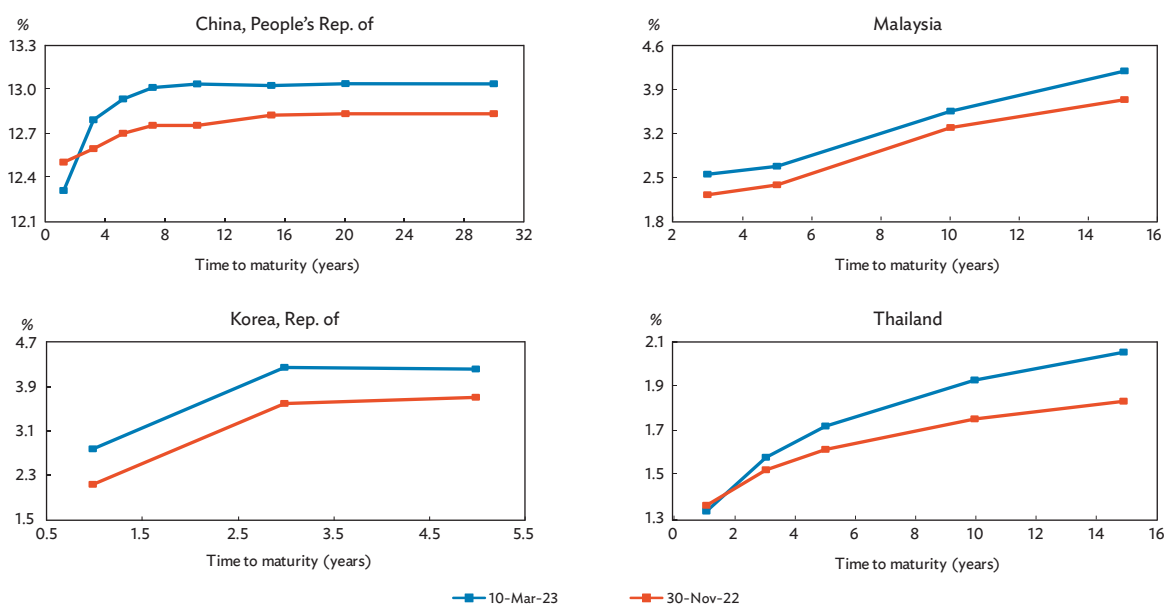 China, People's Rep. of
%
13.3
13.0
12.7
12.4
12.1
0 4 8 12 16 20 24 28 32
Time to maturity (years)
Malaysia
%
4.6
3.9
3.2
2.5
1.8
2 4 6 8 10 12 14 16
Time to maturity (years)
Korea, Rep. of
%
4.7
3.9
3.1
2.3
1.5
0.5 1.5 2.5 3.5 4.5 5.5
Time to maturity (years)
Thailand
%
2.1
1.9
1.7
1.5
1.3
0 2 4 6 8 10 12 14 16
Time to maturity (years)
10-Mar-23 30-Nov-22